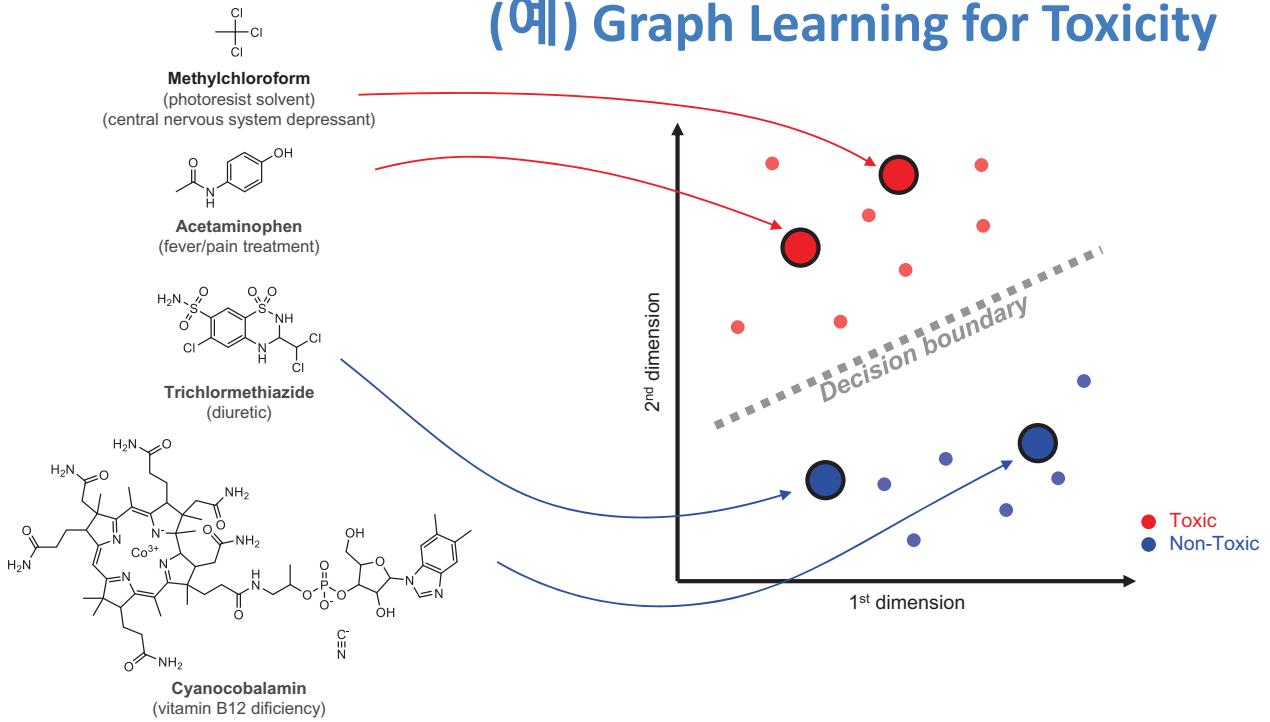 (예) Graph Learning for Toxicity
Cl
Cl
Cl
Methylchloroform
(photoresist solvent)
(central nervous system depressant)
O
OH
N
H
Acetaminophen
(fever/pain treatment)
H₂N
O
S
O
O O
S
NH
Cl
N
H
Cl
Cl
Trichlormethiazide
(diuretic)
H₂N
O
H₂N
O
NH₂
O
O
NH₂
O
H₂N
N
N-
Co3+
N
N
O
H
N
O
O
P
O-
O
OH
O
OH
N
N
O
NH₂
C-
N
Cyanocobalamin
(vitamin B12 dificiency)
2nd dimension
1st dimension
Decision boundary
Toxic
Non-Toxic